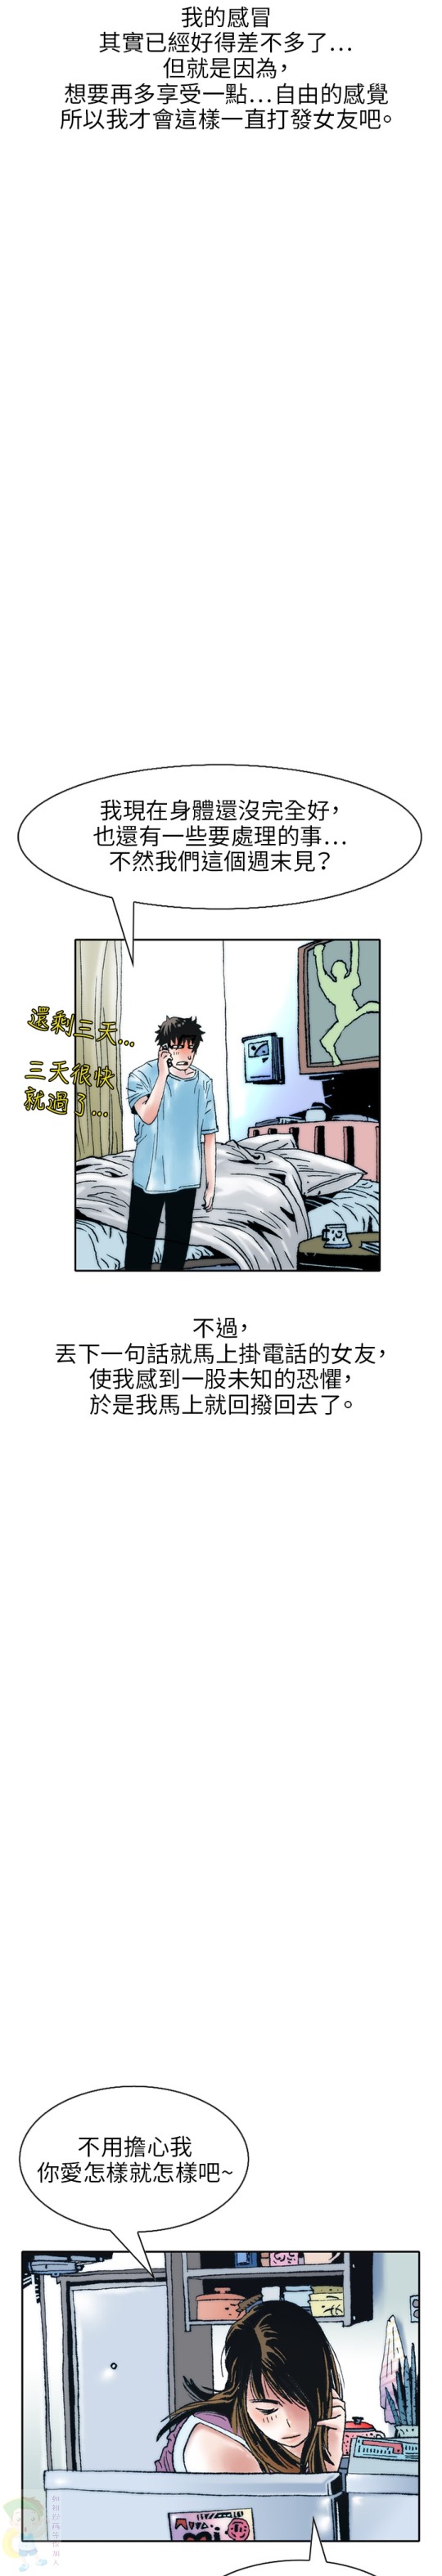 我的感冒
其實已經好得差不多了...
但就是因為，
想要再多享受一點...自由的感覺
所以我才會這樣一直打發女友吧。
我現在身體還沒完全好，
也還有一些要處理的事...
不然我們這個週末見？
還剩三天...
三天很快
就過了...
不過，
丟下一句話就馬上掛電話的女友，
使我感到一股未知的恐懼，
於是我馬上就回撥回去了。
不用擔心我
你愛怎樣就怎樣吧~